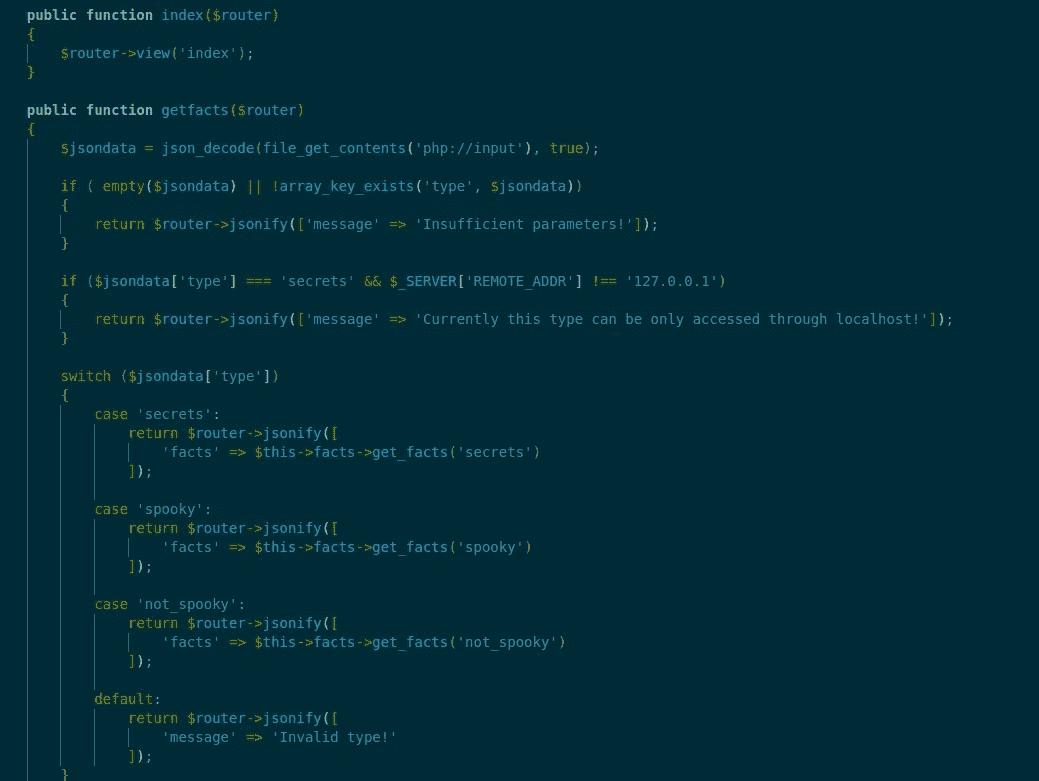 public function index($router)
{
    $router->view('index');
}
public function getfacts($router)
{
    $jsondata = json_decode(file_get_contents('php://input'), true);
    if ( empty($jsondata) || !array_key_exists('type', $jsondata))
    {
        return $router->jsonify(['message' => 'Insufficient parameters!']);
    }
    if ($jsondata['type'] === 'secrets' && $_SERVER['REMOTE_ADDR'] !== '127.0.0.1')
    {
        return $router->jsonify(['message' => 'Currently this type can be only accessed through localhost!']);
    }
    switch ($jsondata['type'])
    {
        case 'secrets':
            return $router->jsonify([
                'facts' => $this->facts->get_facts('secrets')
            ]);
        case 'spooky':
            return $router->jsonify([
                'facts' => $this->facts->get_facts('spooky')
            ]);
        case 'not_spooky':
            return $router->jsonify([
                'facts' => $this->facts->get_facts('not_spooky')
            ]);
        default:
            return $router->jsonify([
                'message' => 'Invalid type!'
            ]);
    }